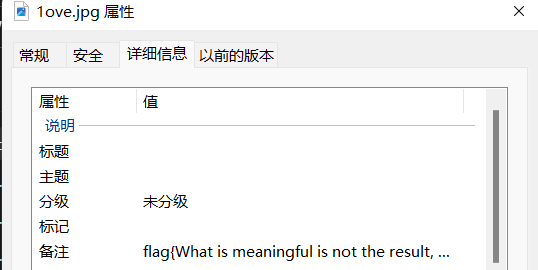 1ove.jpg 属性
常规 安全 详细信息 以前的版本
属性 值
说明
标题
主题
分级 未分级
标记
备注 flag{What is meaningful is not the result, ...